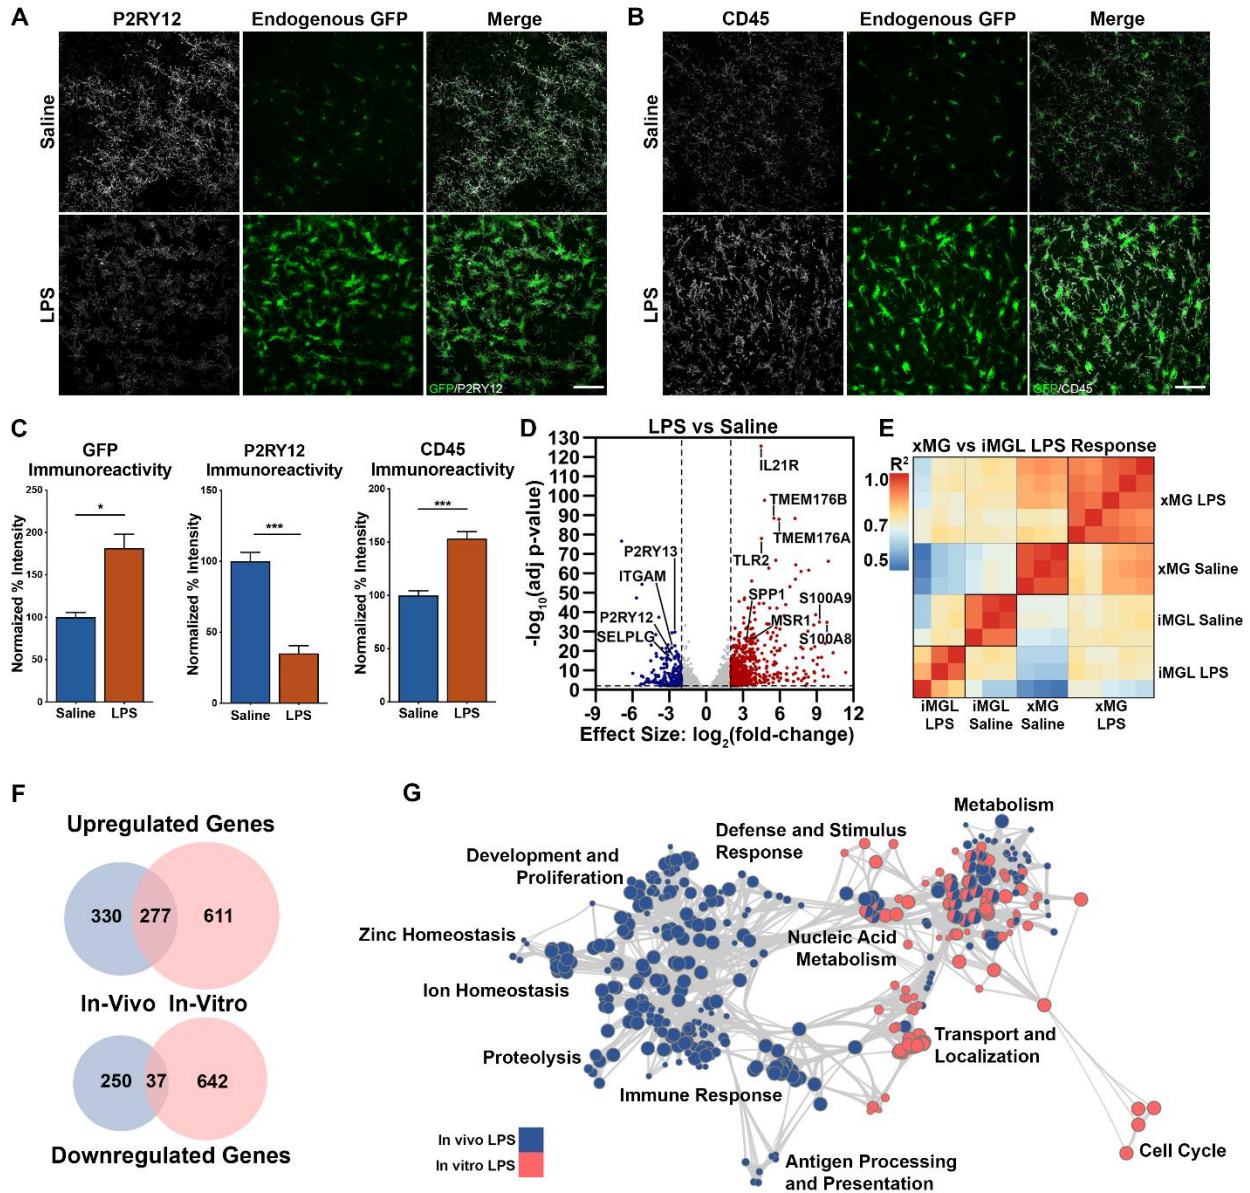 A
P2RY12
Endogenous GFP
Merge
Saline
LPS
GFP/P2RY12
B
CD45
Endogenous GFP
Merge
Saline
LPS
GFP/CD45
C
GFP
Immunoreactivity
Normalized % Intensity
250
200
150
100
50
0
*
Saline
LPS
P2RY12
Immunoreactivity
Normalized % Intensity
150
100
50
0
***
Saline
LPS
CD45
Immunoreactivity
Normalized % Intensity
200
150
100
50
0
***
Saline
LPS
D
LPS vs Saline
-log10(adj p-value)
130
120
110
100
90
80
70
60
50
40
30
20
10
0
IL21R
TMEM176B
TMEM176A
TLR2
P2RY13
ITGAM
P2RY12
SELPLG
SPP1
MSR1
S100A9
S100A8
-9
-6
-3
0
3
6
9
12
Effect Size: log2(fold-change)
E
xMG vs iMGL LPS Response
R2
1.0
0.7
0.5
xMG LPS
xMG Saline
iMGL Saline
iMGL LPS
iMGL
LPS
iMGL
Saline
xMG
Saline
xMG
LPS
F
Upregulated Genes
330
277
611
In-Vivo
In-Vitro
250
37
642
Downregulated Genes
G
Metabolism
Defense and Stimulus
Response
Development and
Proliferation
Zinc Homeostasis
Nucleic Acid
Metabolism
Ion Homeostasis
Transport and
Localization
Proteolysis
Immune Response
In vivo LPS
In vitro LPS
Antigen Processing
and Presentation
Cell Cycle